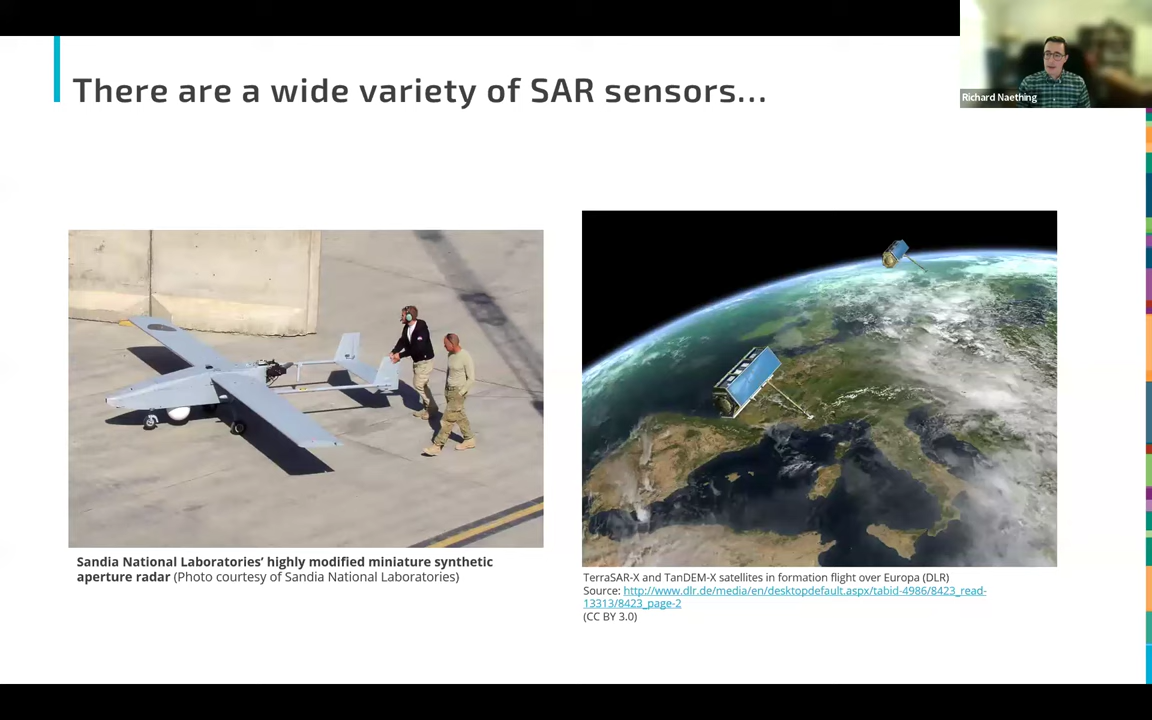 There are a wide variety of SAR sensors...
Richard Naething
Sandia National Laboratories' highly modified miniature synthetic
aperture radar (Photo courtesy of Sandia National Laboratories)
TerraSAR-X and TanDEM-X satellites in formation flight over Europa (DLR)
Source: http://www.dlr.de/media/en/desktopdefault.aspx/tabid-4986/8423_read-
13313/8423_page-2
(CC BY 3.0)